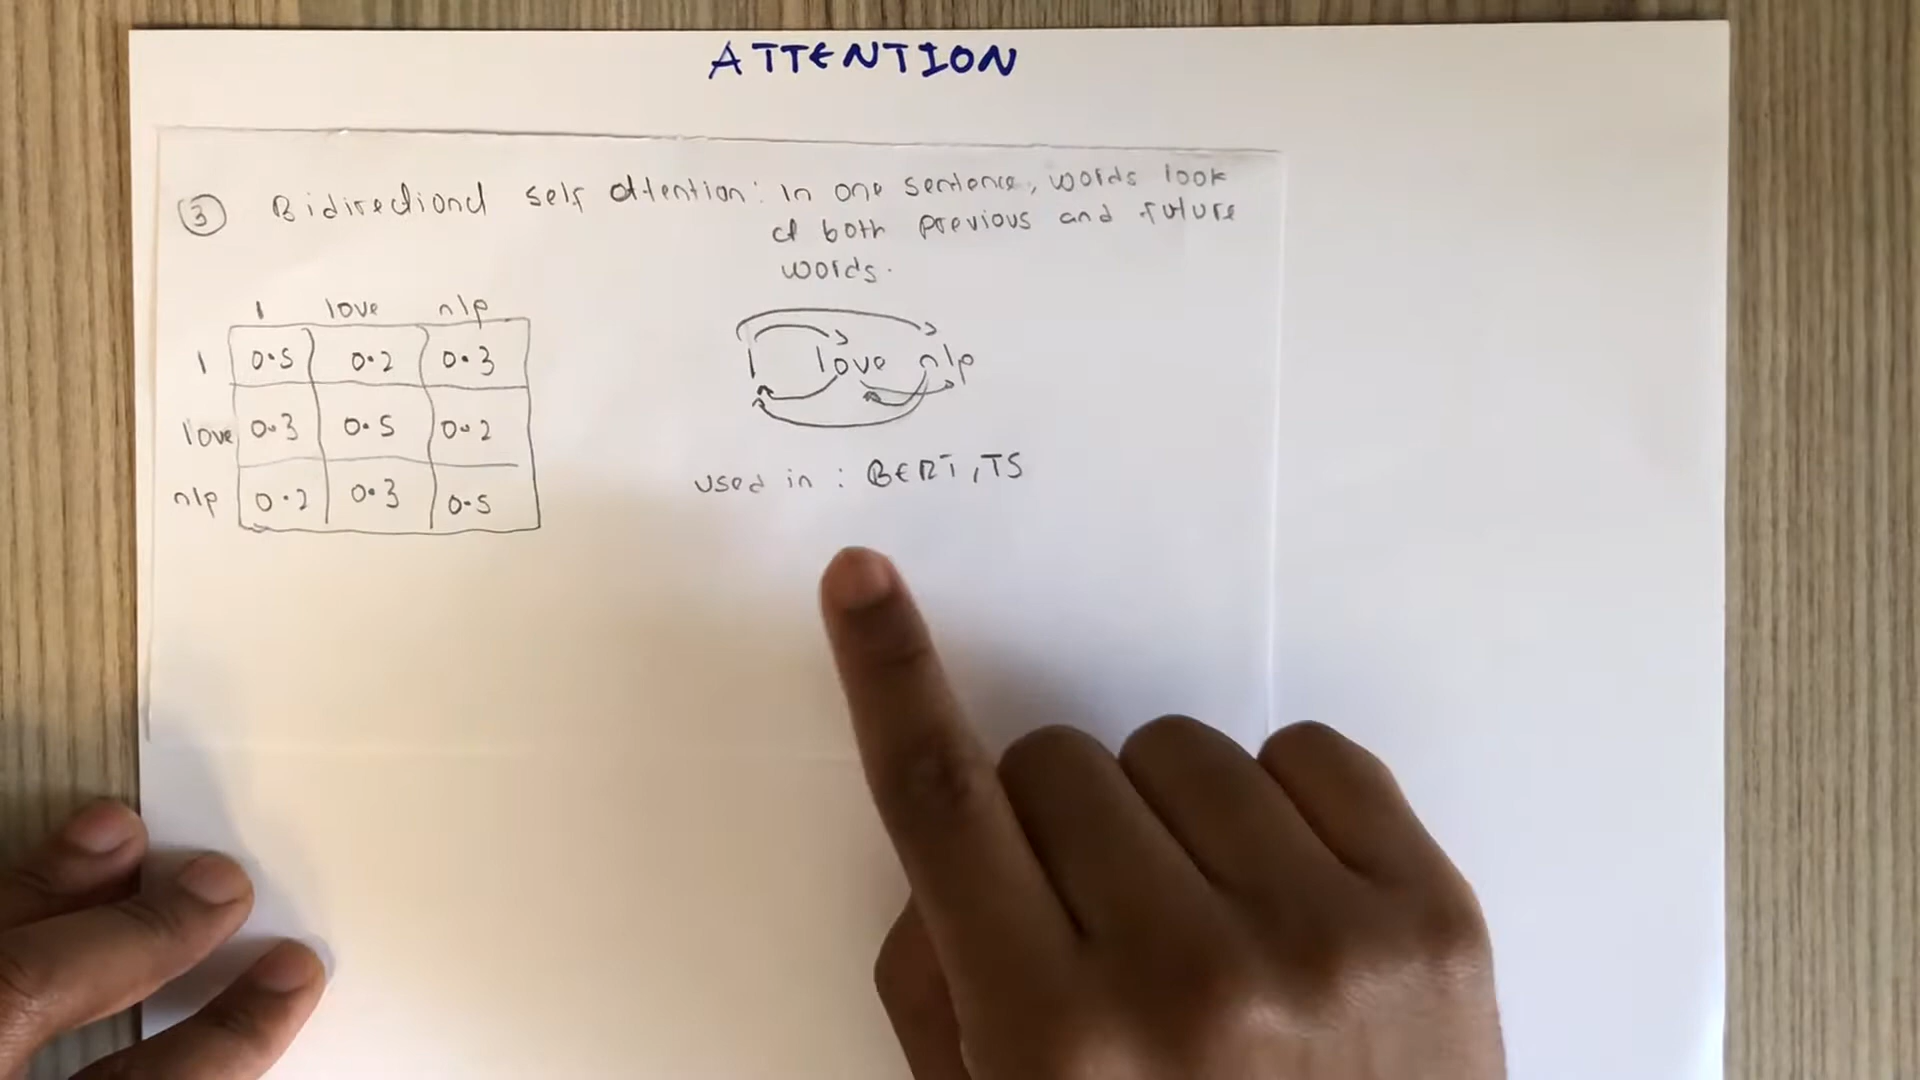 ATTENTION
③ Bidirectional self attention: In one sentence, words look
at both previous and future
words.
I love nlp
I 0.5 0.2 0.3
love 0.3 0.5 0.2
nlp 0.2 0.3 0.5
I love nlp
used in: BERT, T5